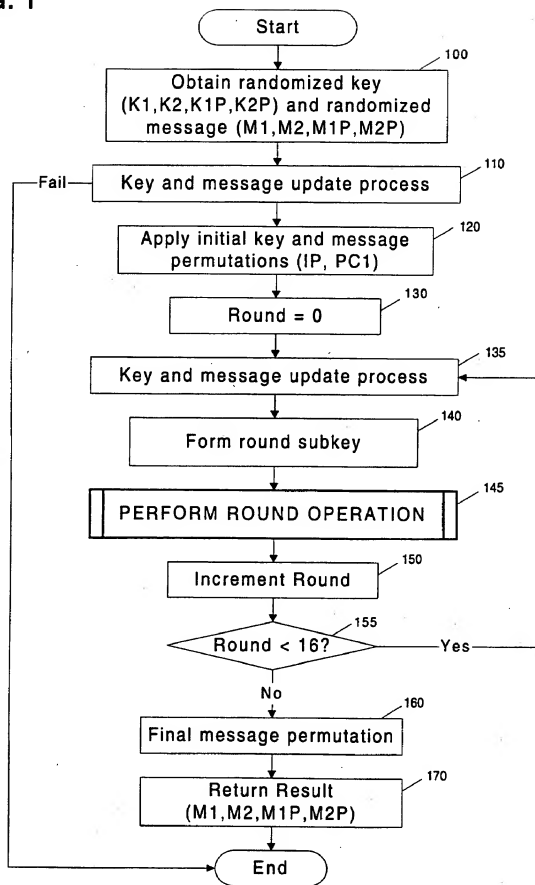 Start
100
Obtain randomized key
(K1,K2,K1P,K2P) and randomized
message (M1,M2,M1P,M2P)
110
Fail
Key and message update process
120
Apply initial key and message
permutations (IP, PC1)
130
Round = 0
135
Key and message update process
140
Form round subkey
145
PERFORM ROUND OPERATION
150
Increment Round
155
Round < 16?
Yes
No
160
Final message permutation
170
Return Result
(M1,M2,M1P,M2P)
End